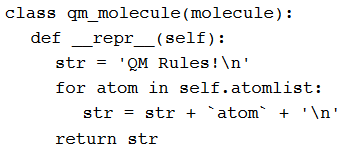 class qm_molecule(molecule):
   def __repr__(self):
      str = 'QM Rules!\n'
      for atom in self.atomlist:
         str = str + `atom` + '\n'
      return str